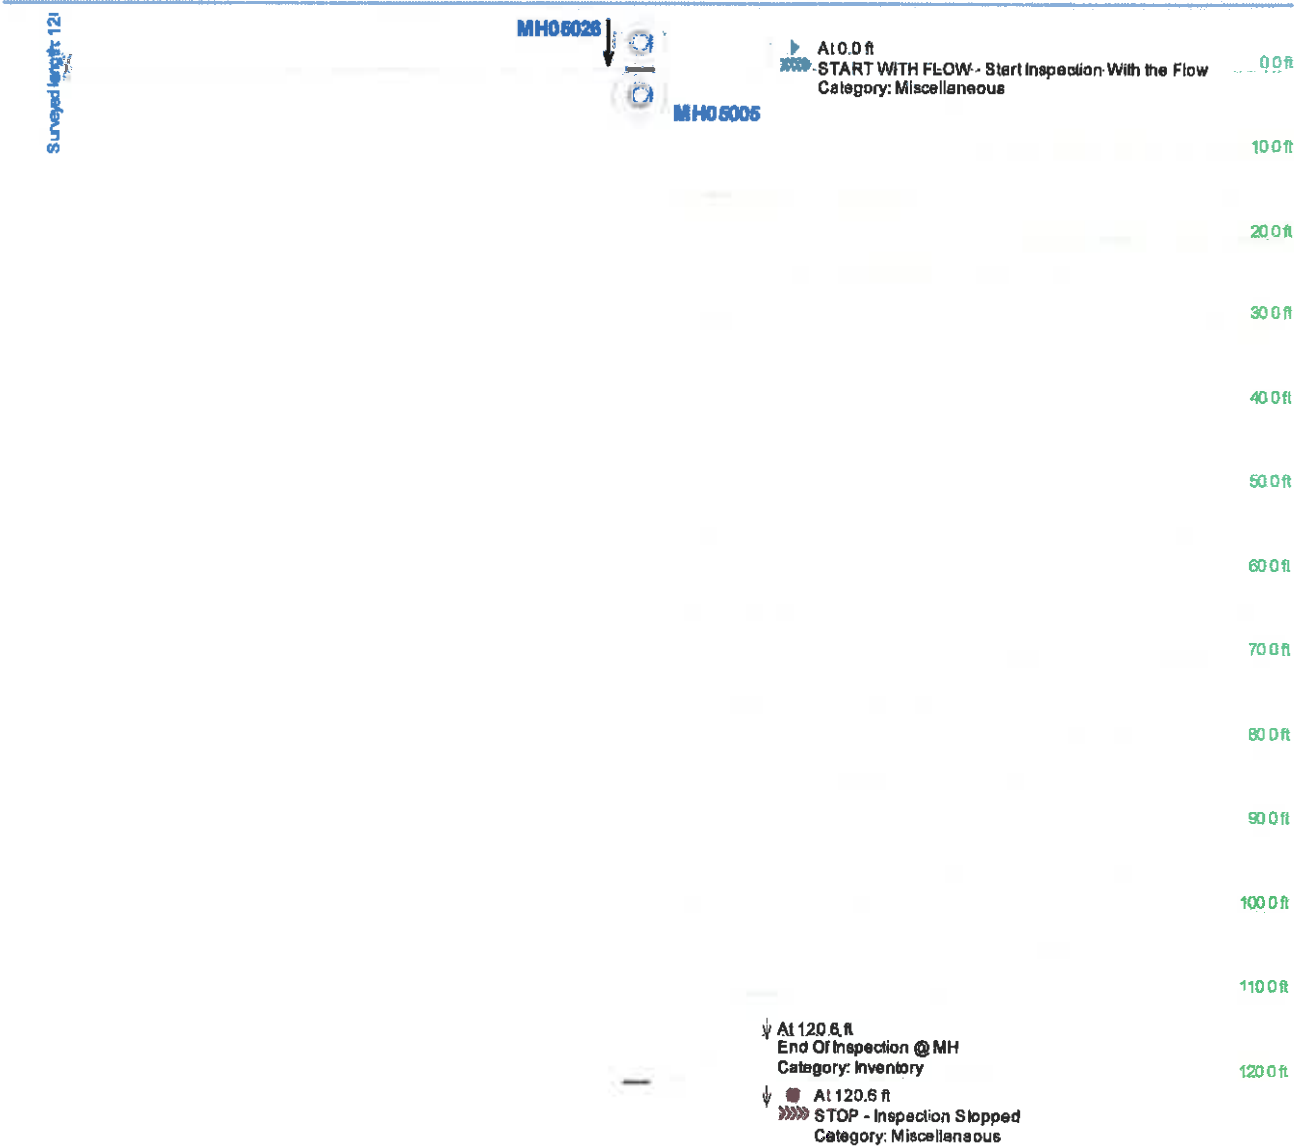 Surveyed length: 12
MH05026
At 0.0 ft
START WITH FLOW - Start Inspection With the Flow
Category: Miscellaneous
0.0 ft
MH05005
10.0 ft
20.0 ft
30.0 ft
40.0 ft
50.0 ft
60.0 ft
70.0 ft
80.0 ft
90.0 ft
100.0 ft
110.0 ft
At 120.6 ft
End Of Inspection @ MH
Category: Inventory
120.0 ft
At 120.6 ft
STOP - Inspection Stopped
Category: Miscellaneous